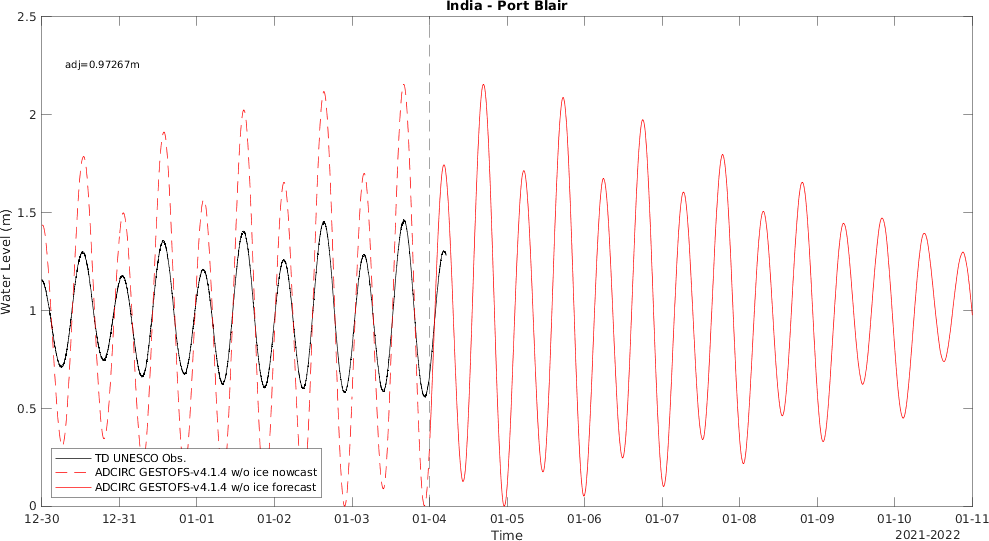 India - Port Blair
2.5
adj=0.97267m
2
1.5
Water Level (m)
1
0.5
TD UNESCO Obs.
ADCIRC GESTOFS-v4.1.4 w/o ice nowcast
ADCIRC GESTOFS-v4.1.4 w/o ice forecast
0
12-30 12-31 01-01 01-02 01-03 01-04 01-05 01-06 01-07 01-08 01-09 01-10 01-11
Time
2021-2022